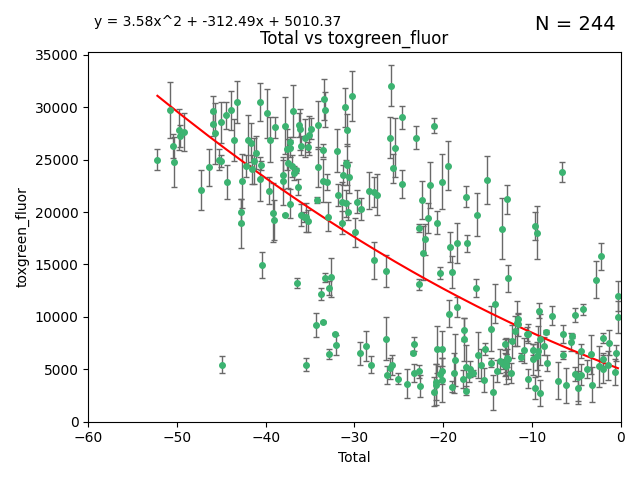 y = 3.58x^2 + -312.49x + 5010.37
N = 244
Total vs toxgreen_fluor
35000
30000
25000
20000
15000
10000
5000
0
toxgreen_fluor
−60 −50 −40 −30 −20 −10 0
Total